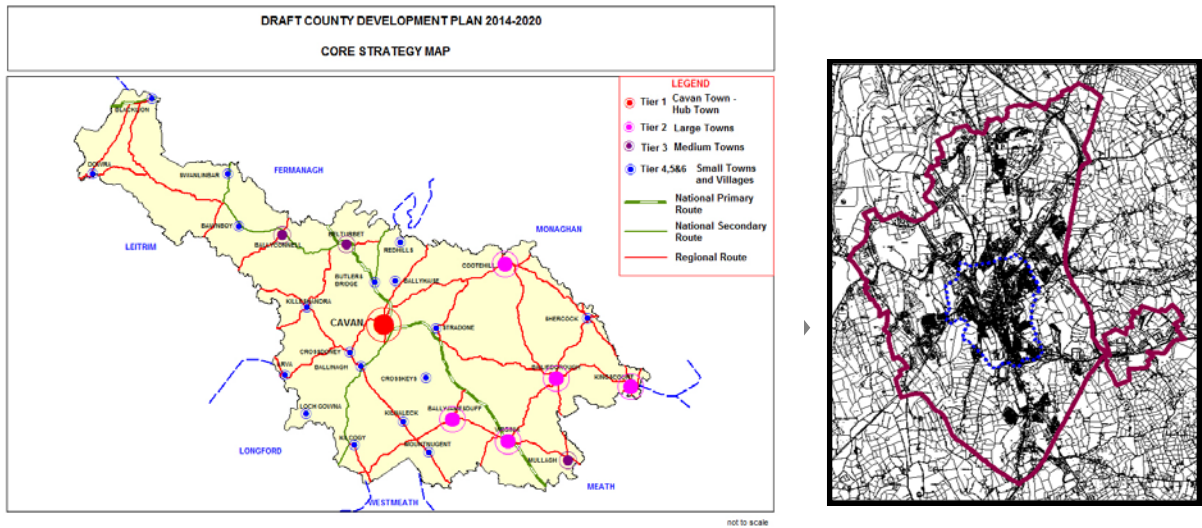 DRAFT COUNTY DEVELOPMENT PLAN 2014-2020
CORE STRATEGY MAP
LEGEND
Tier 1 Cavan Town -
Hub Town
Tier 2 Large Towns
Tier 3 Medium Towns
Tier 4,5&6 Small Towns
and Villages
National Primary
Route
National Secondary
Route
Regional Route
BLACKLION
DOWRA
SWANLINBAR
FERMANAGH
BAWNBOY
LEITRIM
BALLYCONNELL
BELTURBET
REDHILLS
MONAGHAN
COOTEHILL
BUTLERS
BRIDGE
BALLYHAISE
KILLESHANDRA
CAVAN
STRADONE
SHERCOCK
CROSSDONEY
ARVA
BALLINAGH
CROSSKEYS
BAILIEBOROUGH
KINGSCOURT
LOCH GOWNA
KILNALECK
BALLYJAMESDUFF
VIRGINIA
KILCOGY
MOUNTNUGENT
MULLAGH
LONGFORD
MEATH
WESTMEATH
not to scale